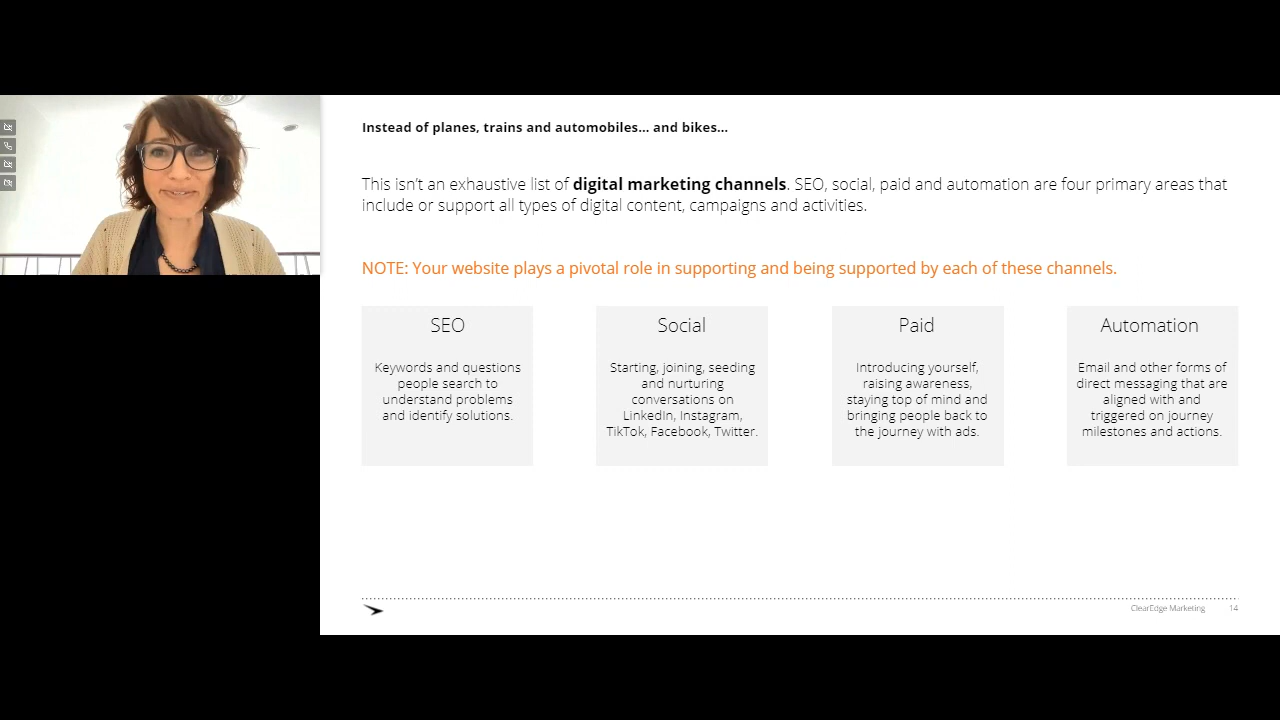 Instead of planes, trains and automobiles... and bikes...
This isn't an exhaustive list of digital marketing channels. SEO, social, paid and automation are four primary areas that
include or support all types of digital content, campaigns and activities.
NOTE: Your website plays a pivotal role in supporting and being supported by each of these channels.
SEO
Keywords and questions
people search to
understand problems
and identify solutions.
Social
Starting, joining, seeding
and nurturing
conversations on
LinkedIn, Instagram,
TikTok, Facebook, Twitter.
Paid
Introducing yourself,
raising awareness,
staying top of mind and
bringing people back to
the journey with ads.
Automation
Email and other forms of
direct messaging that are
aligned with and
triggered on journey
milestones and actions.
ClearEdge Marketing 14